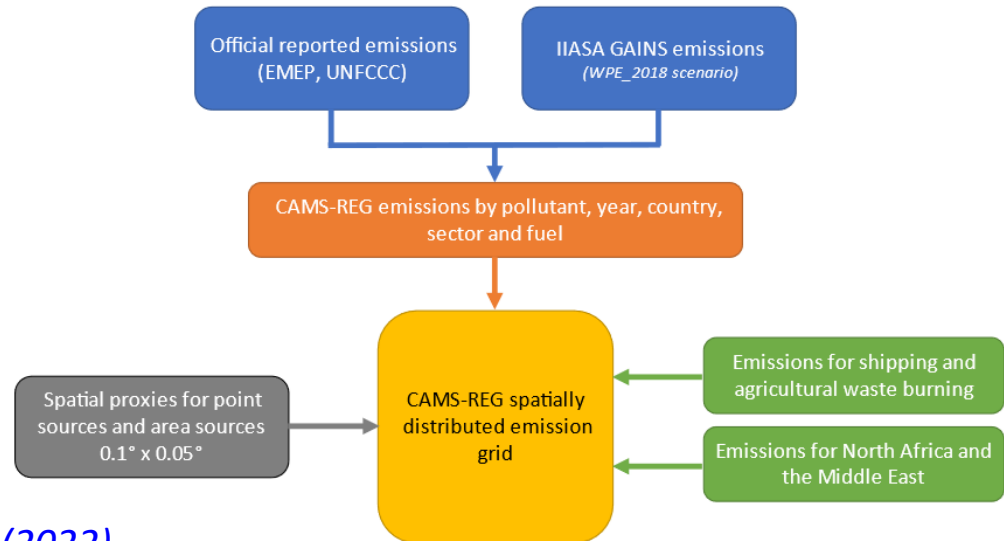 Official reported emissions
(EMEP, UNFCCC)
IIASA GAINS emissions
(WPE_2018 scenario)
CAMS-REG emissions by pollutant, year, country,
sector and fuel
Spatial proxies for point
sources and area sources
0.1° x 0.05°
CAMS-REG spatially
distributed emission
grid
Emissions for shipping and
agricultural waste burning
Emissions for North Africa and
the Middle East
(2022)